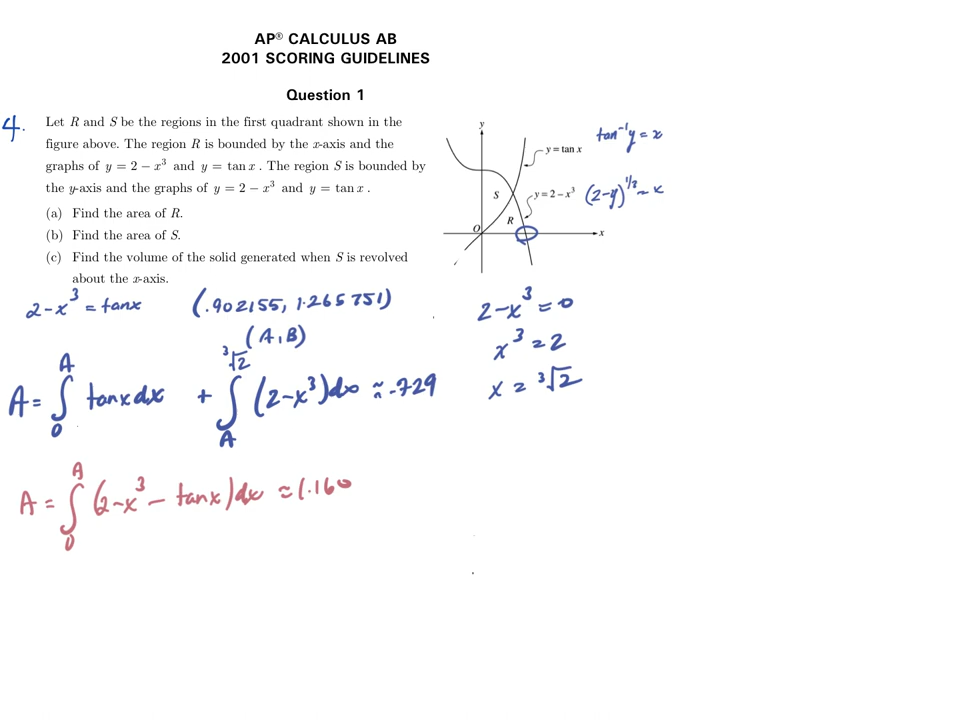 AP® CALCULUS AB
2001 SCORING GUIDELINES
Question 1
4.
Let R and S be the regions in the first quadrant shown in the
figure above. The region R is bounded by the x-axis and the
graphs of y = 2 − x³ and y = tan x . The region S is bounded by
the y-axis and the graphs of y = 2 − x³ and y = tan x .
(a) Find the area of R.
(b) Find the area of S.
(c) Find the volume of the solid generated when S is revolved
about the x-axis.
y
y = tan x
tan⁻¹y = x
S
y = 2 − x³
(2-y)^1/3 = x
R
O
x
2-x³ = tanx (.902155, 1.265751)
(A,B)
A = ∫₀^A tanx dx + ∫_A^∛2 (2-x³)dx ≈ .729
2-x³ = 0
x³ = 2
x = ∛2
A = ∫₀^A (2-x³ - tanx)dx ≈ 1.160